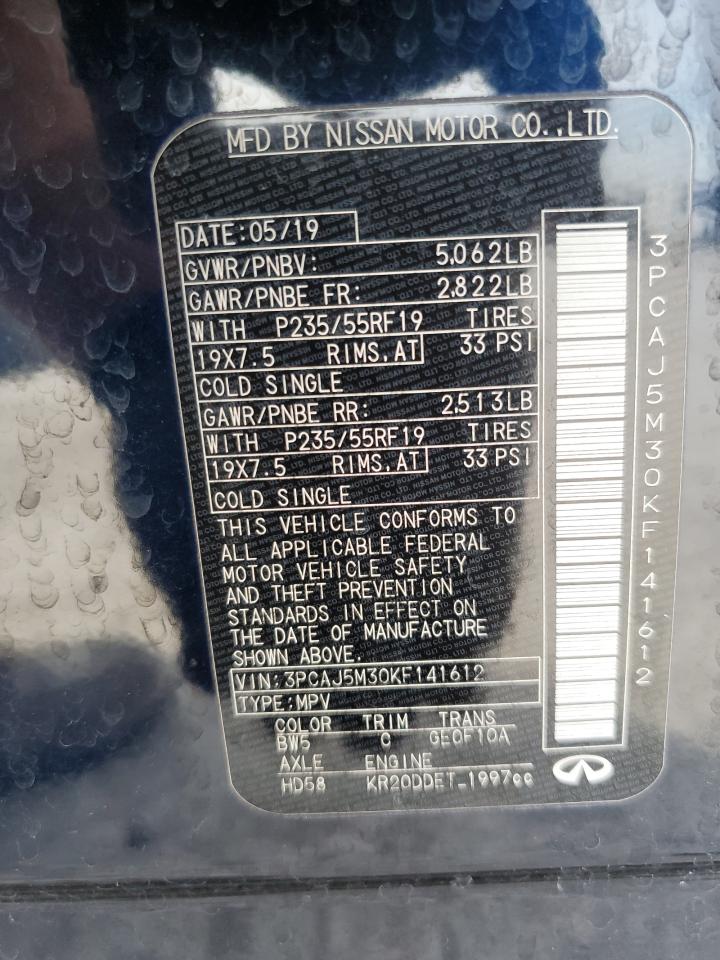 MFD BY NISSAN MOTOR CO.,LTD.
DATE:05/19
GVWR/PNBV: 5,062LB
GAWR/PNBE FR: 2,822LB
WITH P235/55RF19 TIRES
19X7.5 RIMS,AT 33 PSI
COLD SINGLE
GAWR/PNBE RR: 2,513LB
WITH P235/55RF19 TIRES
19X7.5 RIMS,AT 33 PSI
COLD SINGLE
THIS VEHICLE CONFORMS TO
ALL APPLICABLE FEDERAL
MOTOR VEHICLE SAFETY
AND THEFT PREVENTION
STANDARDS IN EFFECT ON
THE DATE OF MANUFACTURE
SHOWN ABOVE.
VIN:3PCAJ5M30KF141612
TYPE:MPV
COLOR TRIM TRANS
BW5 C GE0F10A
AXLE ENGINE
HD58 KR20DDET_1997cc
3PCAJ5M30KF141612